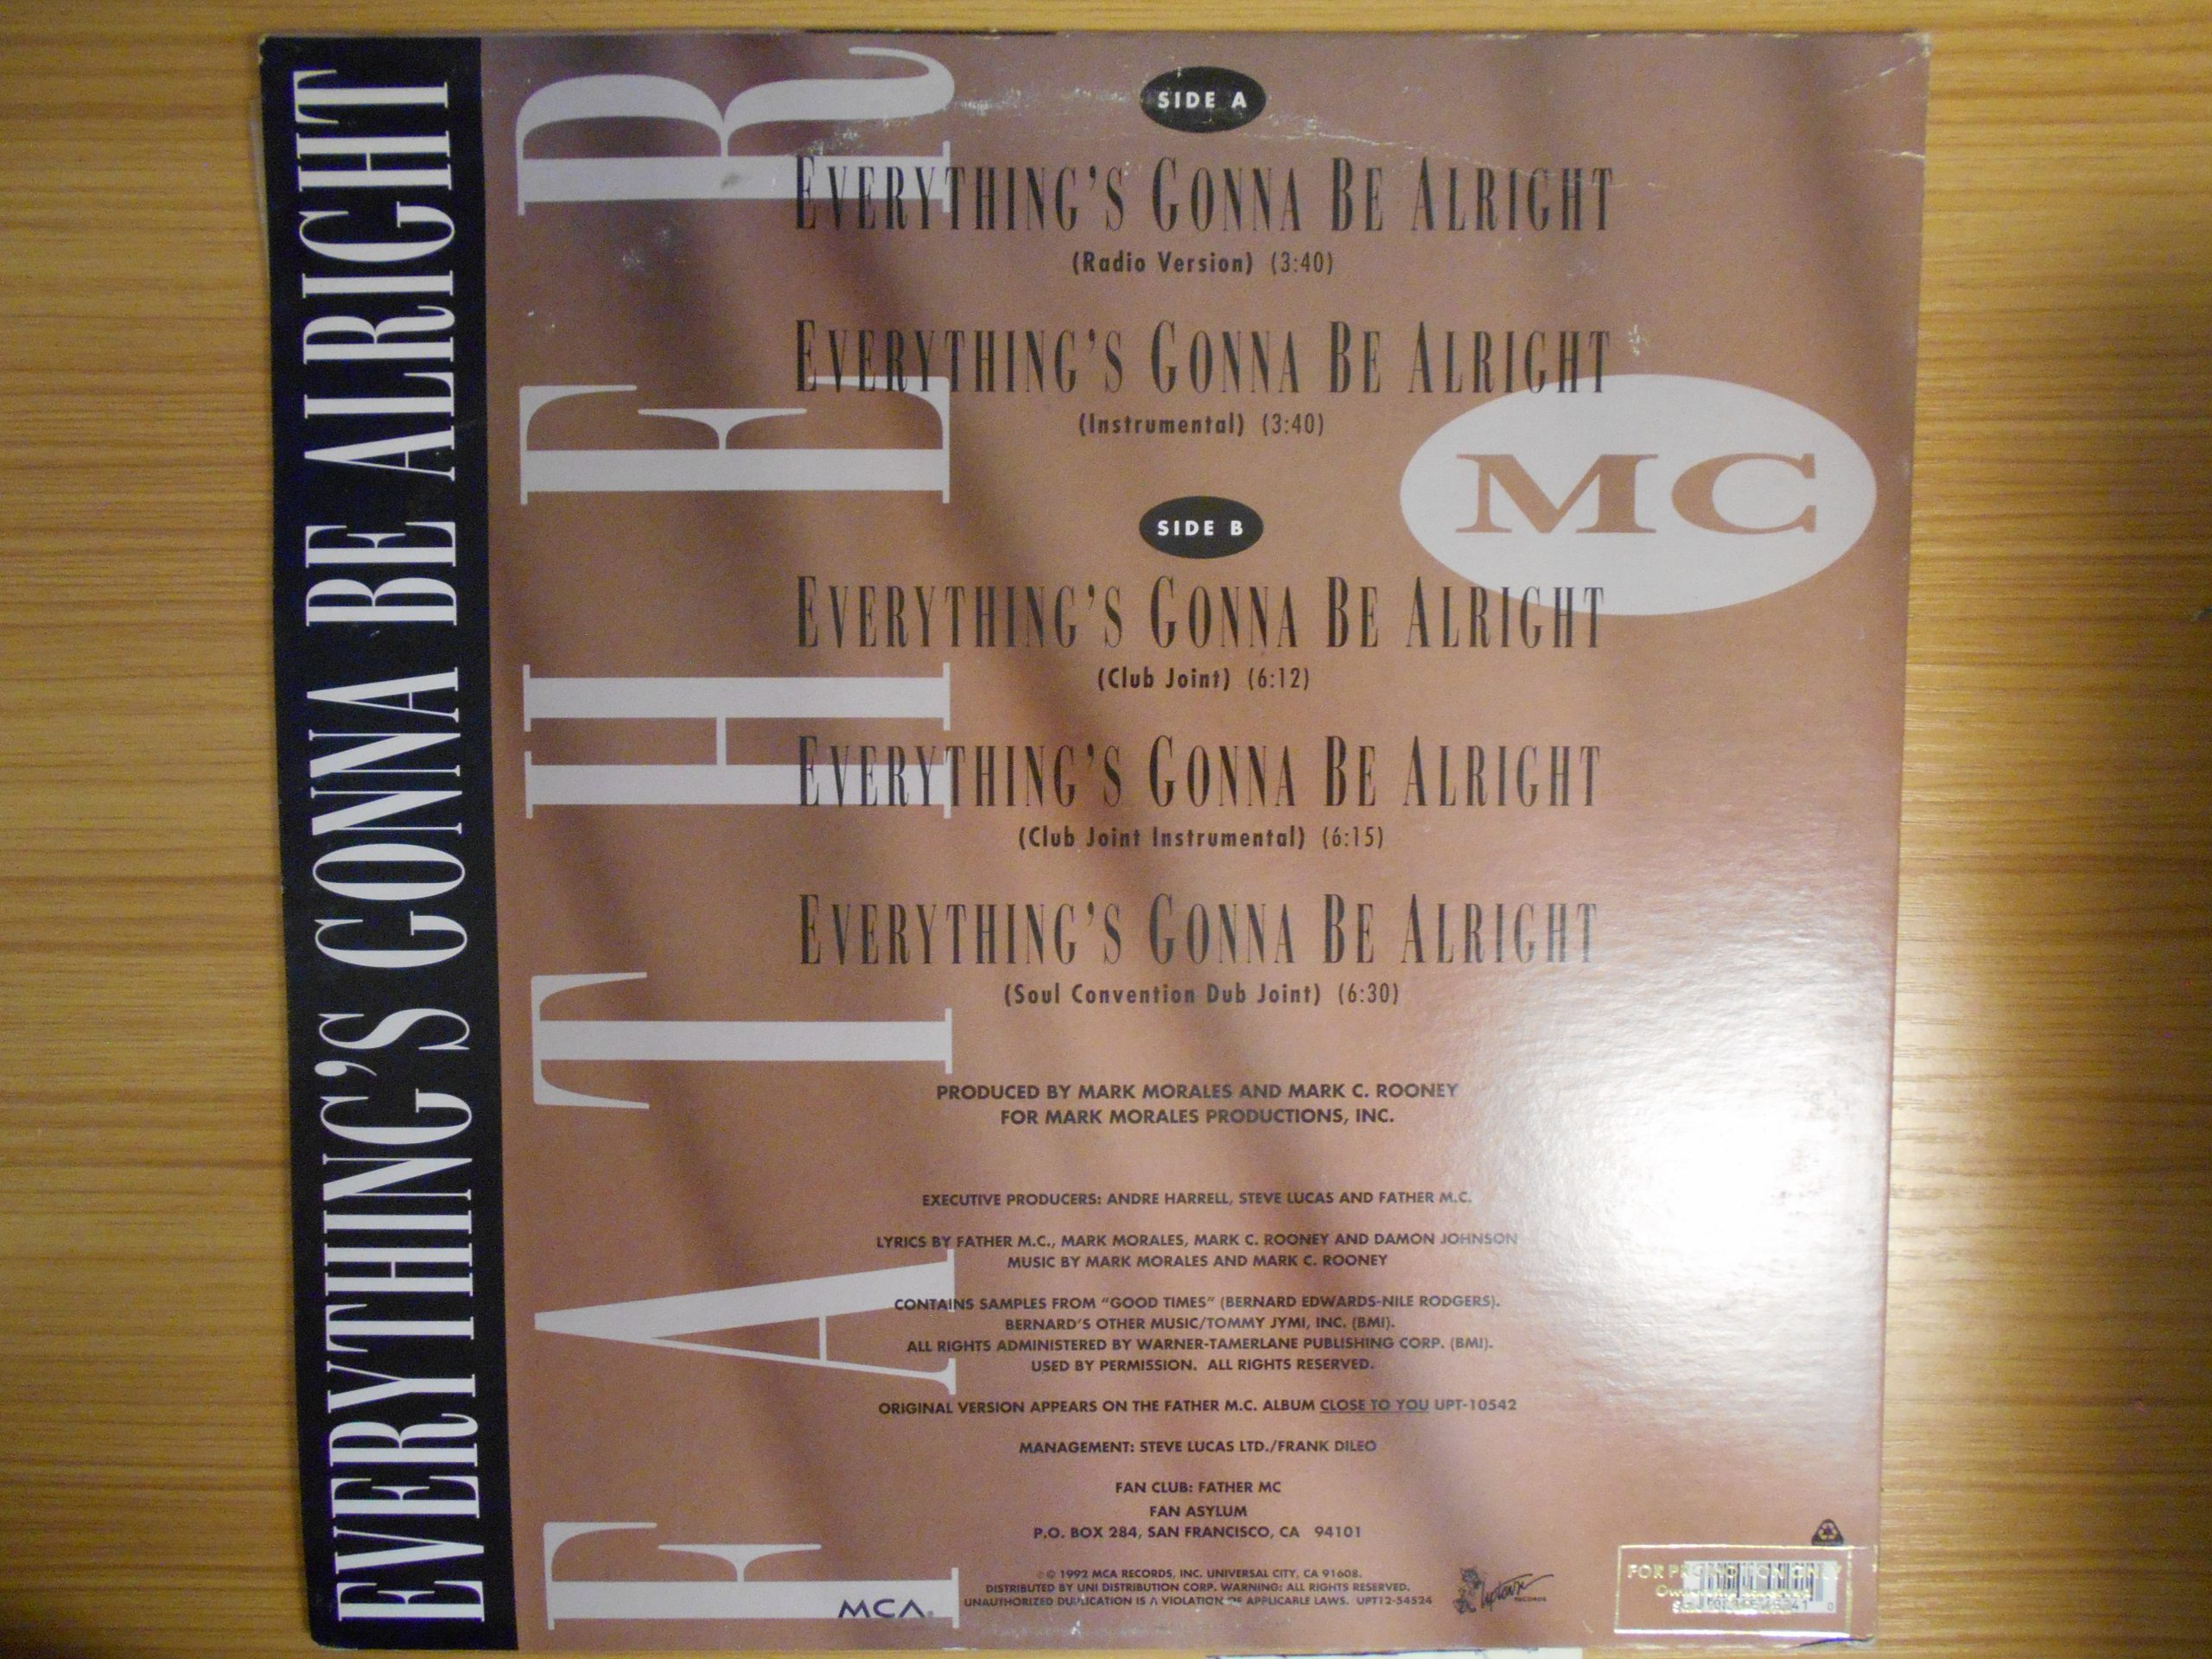 EVERYTHING'S GONNA BE ALRIGHT
FATHER
MC
SIDE A
EVERYTHING'S GONNA BE ALRIGHT
(Radio Version) (3:40)
EVERYTHING'S GONNA BE ALRIGHT
(Instrumental) (3:40)
SIDE B
EVERYTHING'S GONNA BE ALRIGHT
(Club Joint) (6:12)
EVERYTHING'S GONNA BE ALRIGHT
(Club Joint Instrumental) (6:15)
EVERYTHING'S GONNA BE ALRIGHT
(Soul Convention Dub Joint) (6:30)
PRODUCED BY MARK MORALES AND MARK C. ROONEY
FOR MARK MORALES PRODUCTIONS, INC.
EXECUTIVE PRODUCERS: ANDRE HARRELL, STEVE LUCAS AND FATHER M.C.
LYRICS BY FATHER M.C., MARK MORALES, MARK C. ROONEY AND DAMON JOHNSON
MUSIC BY MARK MORALES AND MARK C. ROONEY
CONTAINS SAMPLES FROM "GOOD TIMES" (BERNARD EDWARDS-NILE RODGERS).
BERNARD'S OTHER MUSIC/TOMMY JYMI, INC. (BMI).
ALL RIGHTS ADMINISTERED BY WARNER-TAMERLANE PUBLISHING CORP. (BMI).
USED BY PERMISSION. ALL RIGHTS RESERVED.
ORIGINAL VERSION APPEARS ON THE FATHER M.C. ALBUM CLOSE TO YOU UPT-10542
MANAGEMENT: STEVE LUCAS LTD./FRANK DILEO
FAN CLUB: FATHER MC
FAN ASYLUM
P.O. BOX 284, SAN FRANCISCO, CA 94101
℗ © 1992 MCA RECORDS, INC. UNIVERSAL CITY, CA 91608.
DISTRIBUTED BY UNI DISTRIBUTION CORP. WARNING: ALL RIGHTS RESERVED.
UNAUTHORIZED DUPLICATION IS A VIOLATION OF APPLICABLE LAWS. UPT12-54524
MCA®
Uptown
RECORDS
FOR PROMOTION ONLY